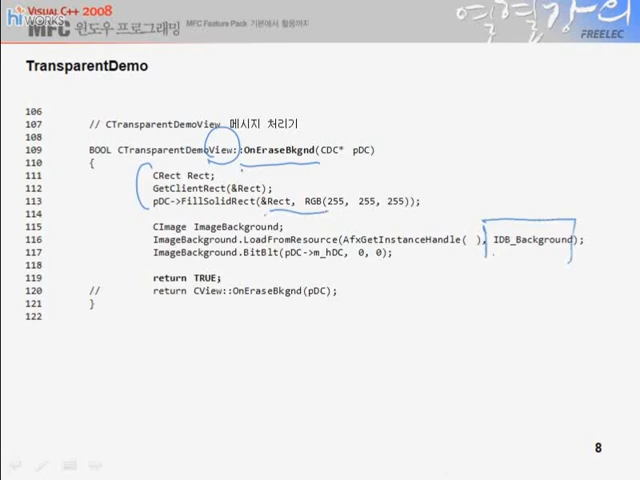 VISUAL C++ 2008
hi WORKS
MFC 윈도우 프로그래밍 MFC Feature Pack 기본에서 활용까지
열혈강의
FREELEC
TransparentDemo
106
107 // CTransparentDemoView 메시지 처리기
108
109 BOOL CTransparentDemoView::OnEraseBkgnd(CDC* pDC)
110 {
111 CRect Rect;
112 GetClientRect(&Rect);
113 pDC->FillSolidRect(&Rect, RGB(255, 255, 255));
114
115 CImage ImageBackground;
116 ImageBackground.LoadFromResource(AfxGetInstanceHandle( ), IDB_Background);
117 ImageBackground.BitBlt(pDC->m_hDC, 0, 0);
118
119 return TRUE;
120 // return CView::OnEraseBkgnd(pDC);
121 }
122
8